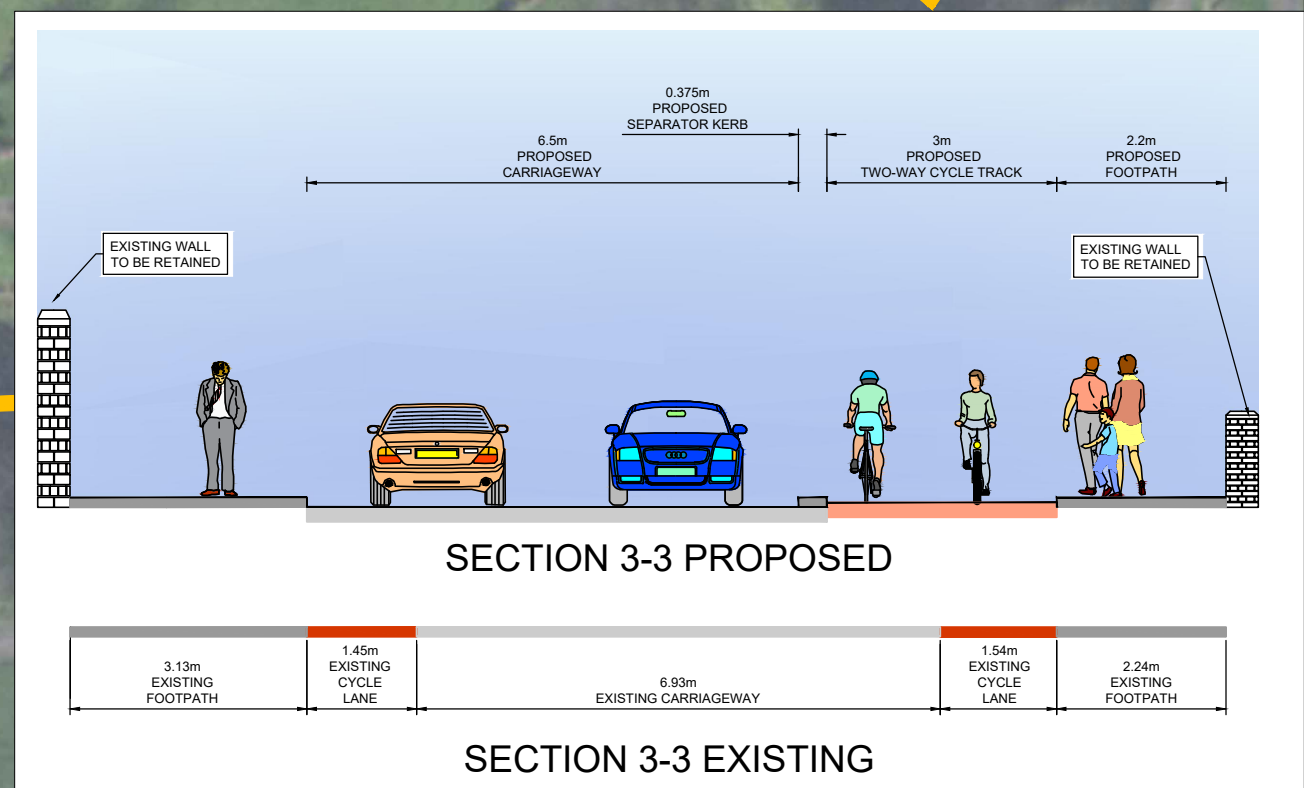 0.375m
PROPOSED
SEPARATOR KERB
6.5m
PROPOSED
CARRIAGEWAY
3m
PROPOSED
TWO-WAY CYCLE TRACK
2.2m
PROPOSED
FOOTPATH
EXISTING WALL
TO BE RETAINED
EXISTING WALL
TO BE RETAINED
SECTION 3-3 PROPOSED
3.13m
EXISTING
FOOTPATH
1.45m
EXISTING
CYCLE
LANE
6.93m
EXISTING CARRIAGEWAY
1.54m
EXISTING
CYCLE
LANE
2.24m
EXISTING
FOOTPATH
SECTION 3-3 EXISTING